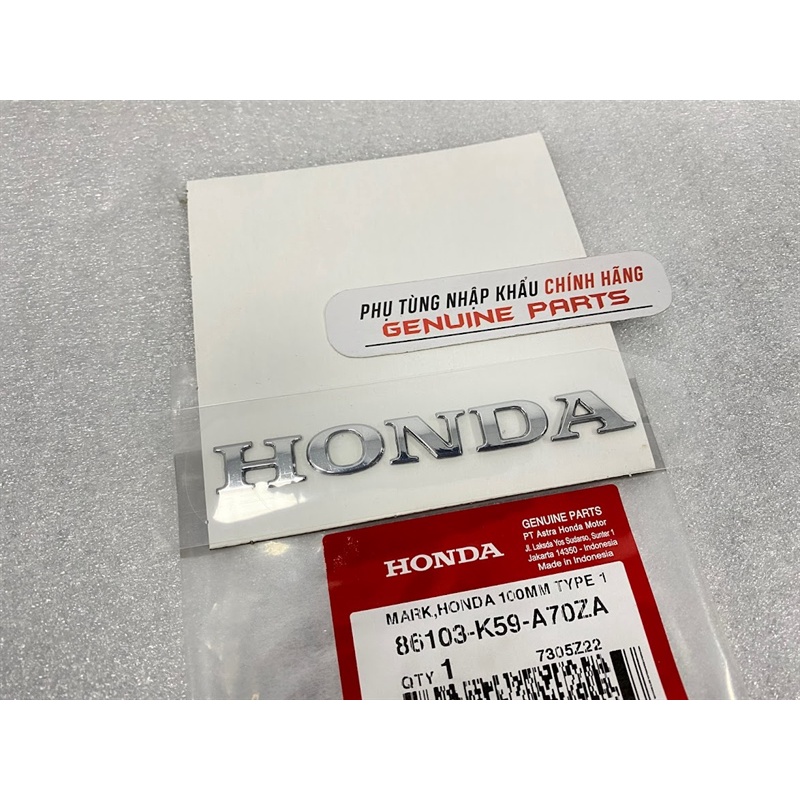 PHỤ TÙNG NHẬP KHẨU CHÍNH HÃNG
GENUINE PARTS
HONDA
HONDA
GENUINE PARTS
PT Astra Honda Motor
Jl. Laksda Yos Sudarso, Sunter 1
Jakarta 14350 - Indonesia
Made in Indonesia
MARK,HONDA 100MM TYPE 1
86103-K59-A70ZA
7305Z22
QTY 1